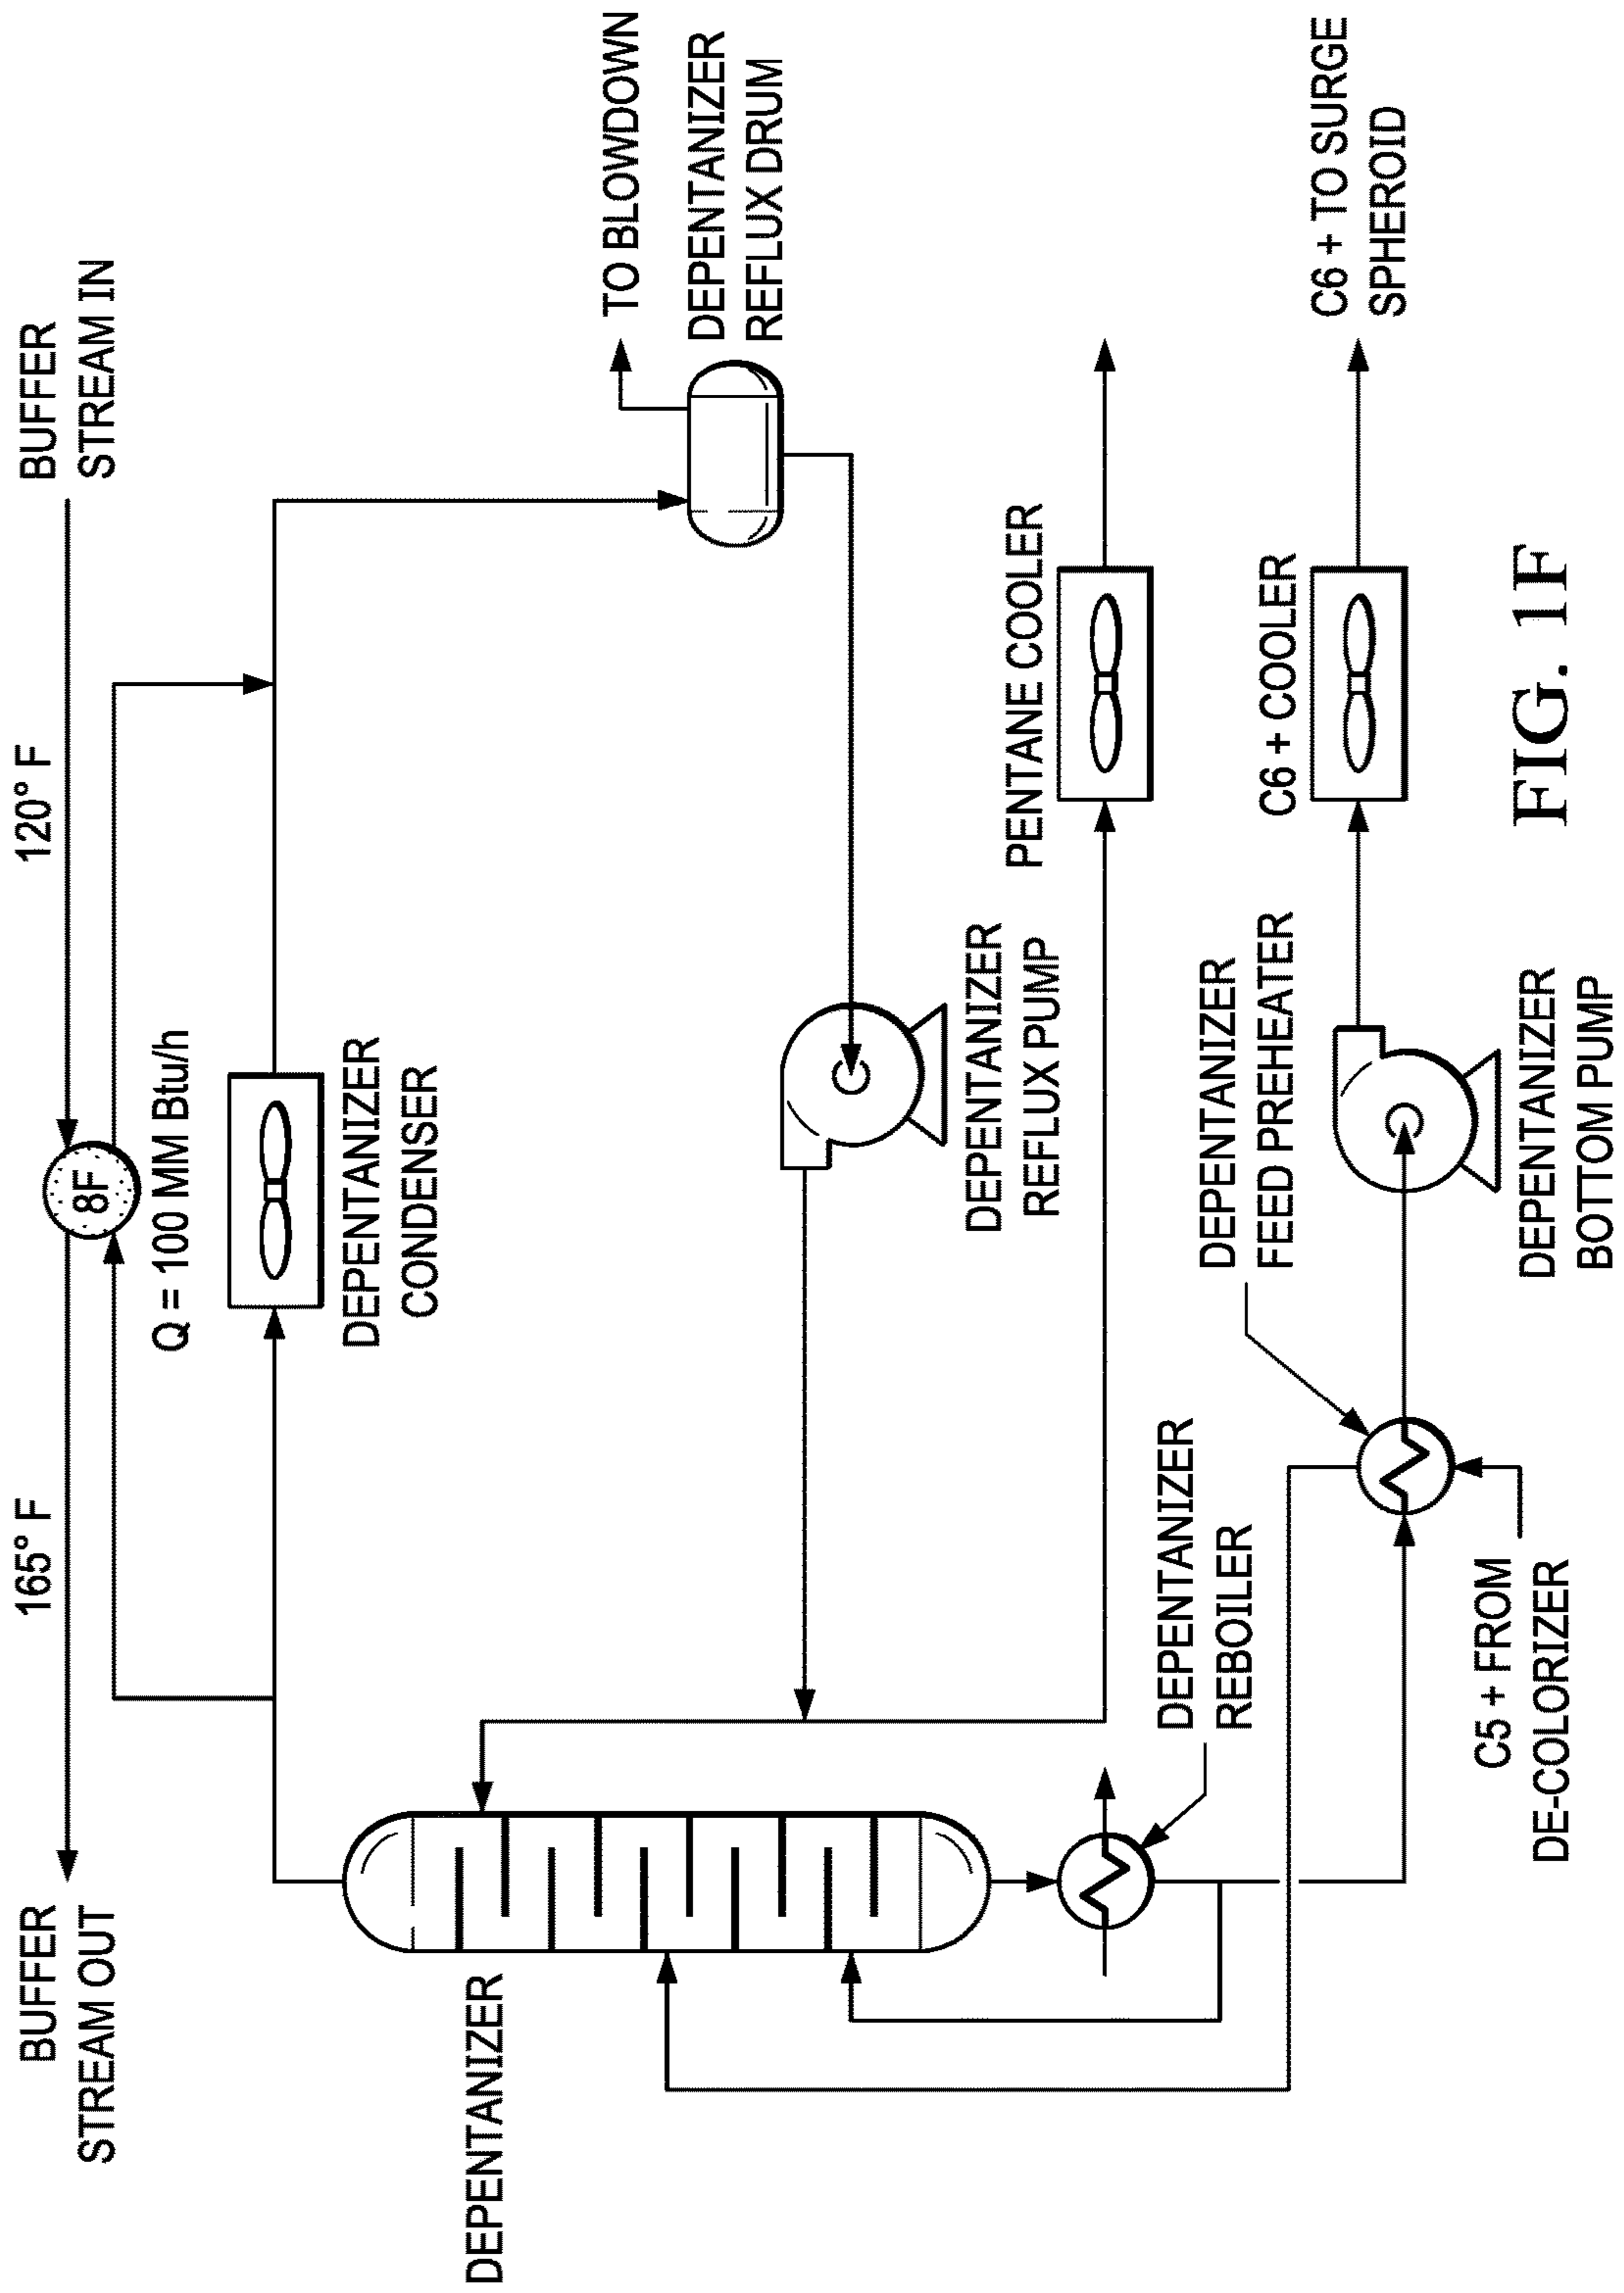 BUFFER
STREAM OUT
165° F
120° F
BUFFER
STREAM IN
8F
Q = 100 MM Btu/h
DEPENTANIZER
CONDENSER
TO BLOWDOWN
DEPENTANIZER
REFLUX DRUM
DEPENTANIZER
DEPENTANIZER
REFLUX PUMP
PENTANE COOLER
DEPENTANIZER
REBOILER
DEPENTANIZER
FEED PREHEATER
C6 + COOLER
C6 + TO SURGE
SPHEROID
C5 + FROM
DE-COLORIZER
DEPENTANIZER
BOTTOM PUMP
FIG. 1F